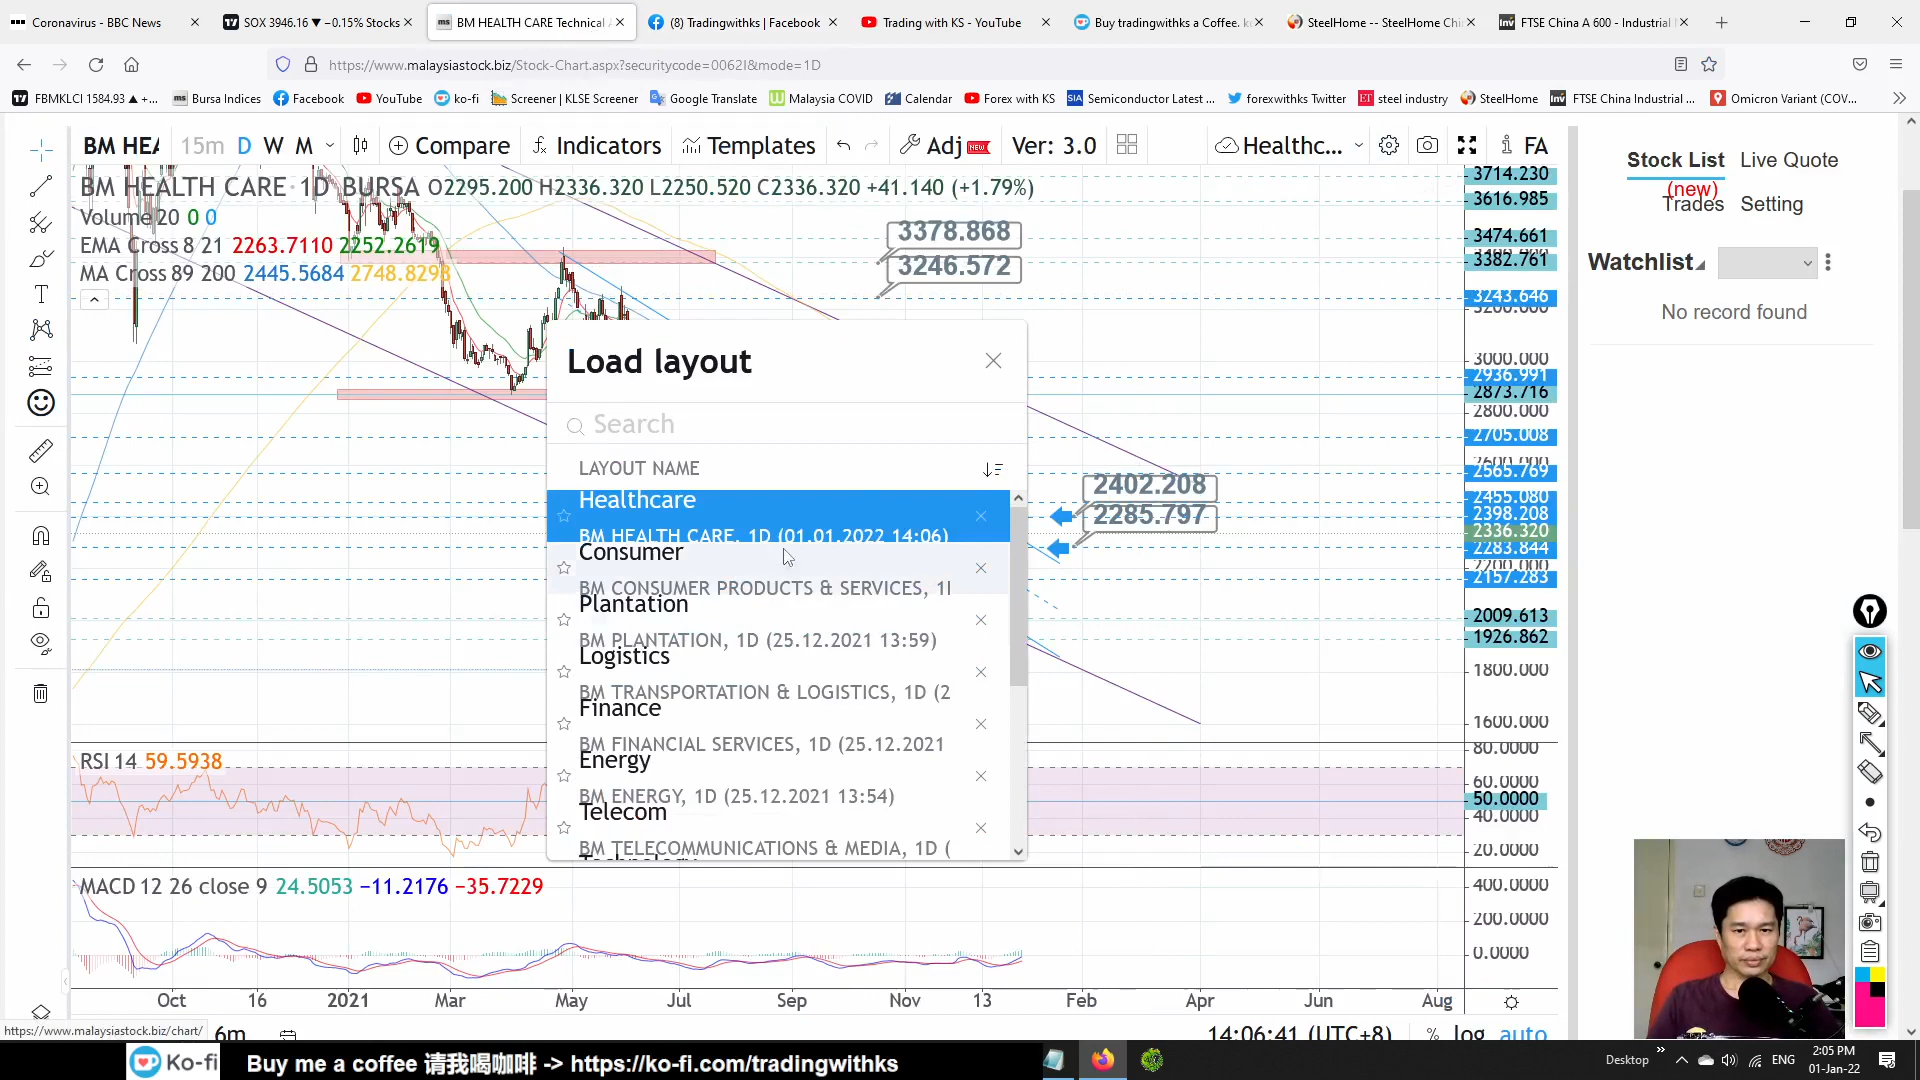 Coronavirus - BBC News
SOX 3946.16 ▼ −0.15% Stocks
BM HEALTH CARE Technical
(8) Tradingwithks | Facebook
Trading with KS - YouTube
Buy tradingwithks a Coffee.
SteelHome -- SteelHome
FTSE China A 600 - Industrial
https://www.malaysiastock.biz/Stock-Chart.aspx?securitycode=0062I&mode=1D
FBMKLCI 1584.93 ▲ +...
Bursa Indices
Facebook
YouTube
ko-fi
Screener | KLSE Screener
Google Translate
Malaysia COVID
Calendar
Forex with KS
Semiconductor Latest ...
forexwithks Twitter
steel industry
SteelHome
FTSE China Industrial ...
Omicron Variant (COV...
BM HEA
15m D W M
Compare
Indicators
Templates
Adj NEW
Ver: 3.0
Healthc...
FA
BM HEALTH CARE 1D BURSA O2295.200 H2336.320 L2250.520 C2336.320 +41.140 (+1.79%)
Volume 20 0 0
EMA Cross 8 21 2263.7110 2252.2619
MA Cross 89 200 2445.5684 2748.8298
3378.868
3246.572
2402.208
2285.797
3714.230
3616.985
3474.661
3382.761
3243.646
3200.000
3000.000
2936.991
2873.716
2800.000
2705.008
2600.000
2565.769
2455.080
2398.208
2336.320
2283.844
2200.000
2157.283
2009.613
1926.862
1800.000
1600.000
Load layout
Search
LAYOUT NAME
Healthcare
BM HEALTH CARE, 1D (01.01.2022 14:06)
Consumer
BM CONSUMER PRODUCTS & SERVICES, 1
Plantation
BM PLANTATION, 1D (25.12.2021 13:59)
Logistics
BM TRANSPORTATION & LOGISTICS, 1D (2
Finance
BM FINANCIAL SERVICES, 1D (25.12.2021
Energy
BM ENERGY, 1D (25.12.2021 13:54)
Telecom
BM TELECOMMUNICATIONS & MEDIA, 1D (
Technology
RSI 14 59.5938
80.0000
60.0000
50.0000
40.0000
20.0000
MACD 12 26 close 9 24.5053 −11.2176 −35.7229
400.0000
200.0000
0.0000
Oct 16 2021 Mar May Jul Sep Nov 13 Feb Apr Jun Aug
https://www.malaysiastock.biz/chart/
6m
14:06:41 (UTC+8) % log auto
Stock List
Live Quote
(new)
Trades
Setting
Watchlist
No record found
Ko-fi
Buy me a coffee 请我喝咖啡 -> https://ko-fi.com/tradingwithks
Desktop
ENG
2:05 PM
01-Jan-22